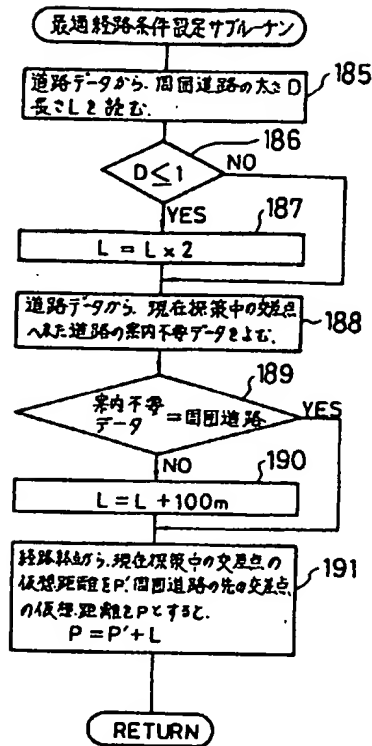 最適経路条件設定サブルーチン
道路データから、周囲道路の太さD
長さLを読む.
185
186
D≦1
NO
YES
187
L = L x 2
道路データから、現在探策中の交差点
へ来た道路の案内不要データをよむ.
188
189
案内不要
データ = 周囲道路
YES
NO
190
L = L + 100m
経路終点から、現在探策中の交差点の
仮想距離をP'、周囲道路の先の交差点
の仮想距離をPとすると、
P = P' + L
191
RETURN